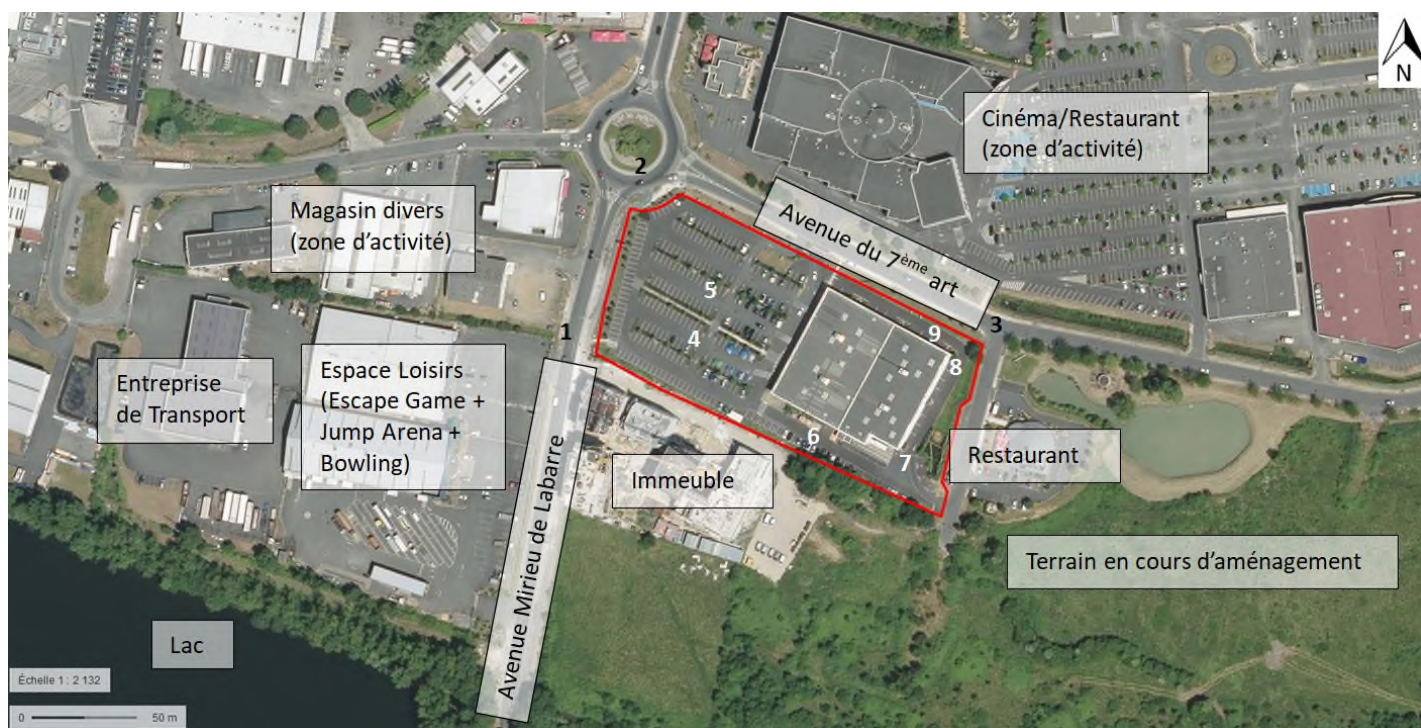 N
Cinéma/Restaurant
(zone d’activité)
2
Magasin divers
(zone d’activité)
Avenue du 7ème art
5
1
4
3
9
8
Entreprise
de Transport
Espace Loisirs
(Escape Game +
Jump Arena +
Bowling)
6
7
Restaurant
Immeuble
Avenue Mirieu de Labarre
Terrain en cours d’aménagement
Lac
Échelle 1 : 2 132
0 50 m